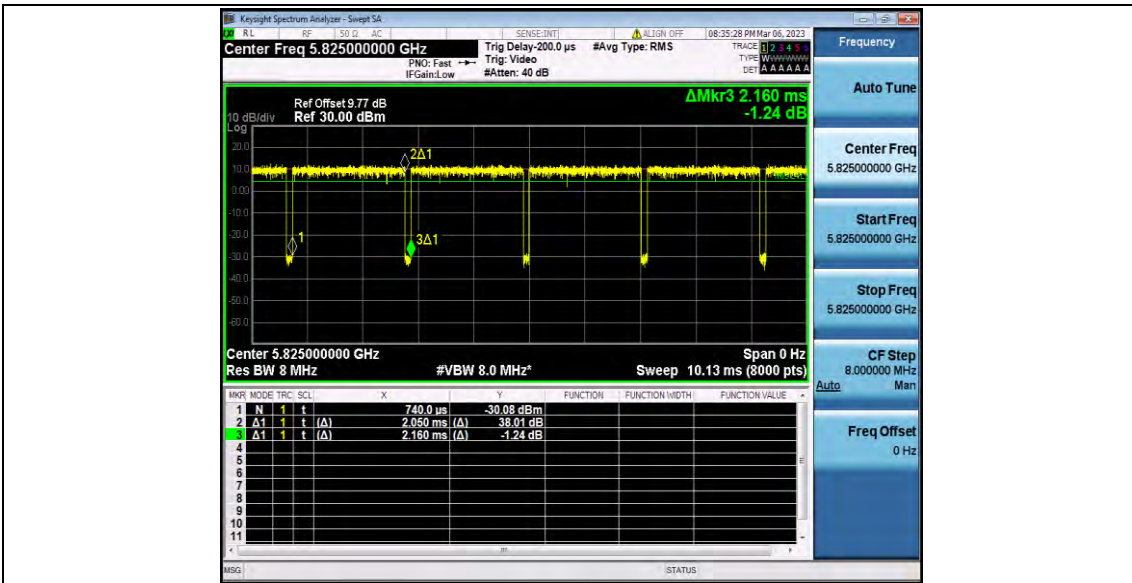 Keysight Spectrum Analyzer - Swept SA
RL RF 50 Ω AC SENSE:INT ALIGN OFF 08:35:28 PM Mar 06, 2023
Center Freq 5.825000000 GHz Trig Delay-200.0 µs #Avg Type: RMS TRACE 1 2 3 4 5 6
PNO: Fast Trig: Video TYPE WWWWWW
IFGain:Low #Atten: 40 dB DET A A A A A A
Frequency
Auto Tune
Center Freq
5.825000000 GHz
Start Freq
5.825000000 GHz
Stop Freq
5.825000000 GHz
CF Step
8.000000 MHz
Auto Man
Freq Offset
0 Hz
ΔMkr3 2.160 ms
-1.24 dB
Ref Offset 9.77 dB
10 dB/div Ref 30.00 dBm
Log
20.0
10.0
0.00
-10.0
-20.0
-30.0
-40.0
-50.0
-60.0
2Δ1
1
3Δ1
Center 5.825000000 GHz Span 0 Hz
Res BW 8 MHz #VBW 8.0 MHz* Sweep 10.13 ms (8000 pts)
MKR MODE TRC SCL X Y FUNCTION FUNCTION WIDTH FUNCTION VALUE
1 N 1 t 740.0 µs -30.08 dBm
2 Δ1 1 t (Δ) 2.050 ms (Δ) 38.01 dB
3 Δ1 1 t (Δ) 2.160 ms (Δ) -1.24 dB
4
5
6
7
8
9
10
11
MSG STATUS